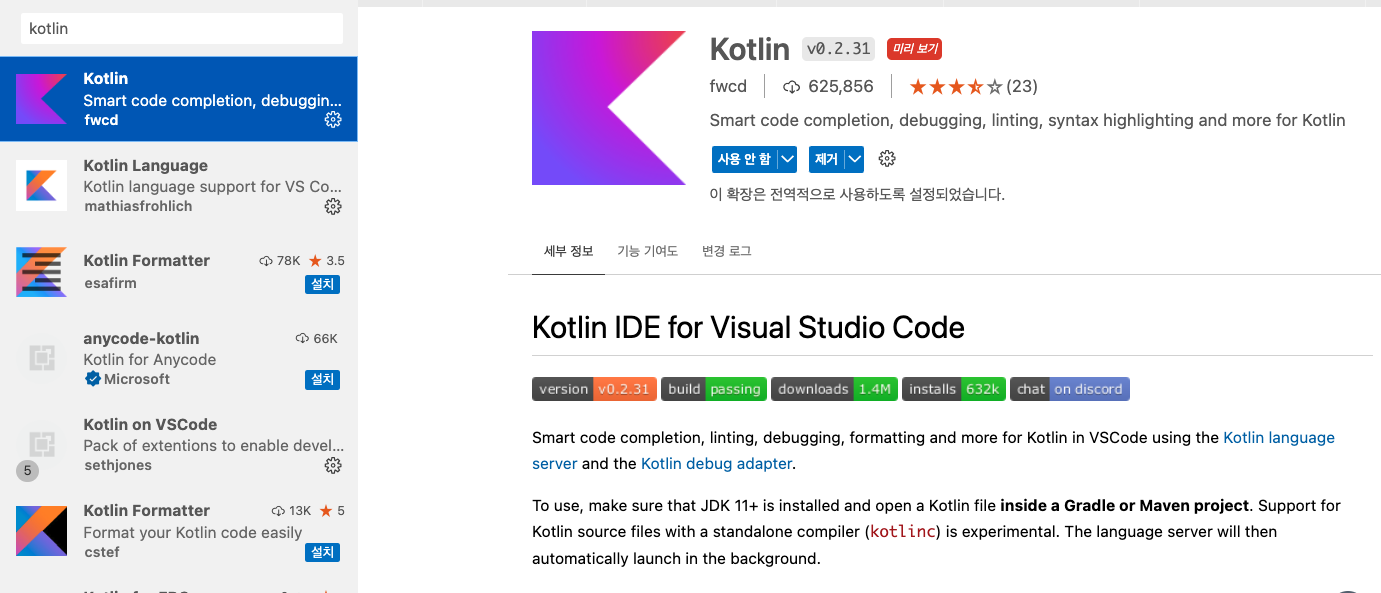 kotlin
Kotlin
Smart code completion, debuggin...
fwcd
Kotlin Language
Kotlin language support for VS Co...
mathiasfrohlich
Kotlin Formatter 78K 3.5
esafirm 설치
anycode-kotlin 66K
Kotlin for Anycode
Microsoft 설치
Kotlin on VSCode
Pack of extentions to enable devel...
sethjones
5
Kotlin Formatter 13K 5
Format your Kotlin code easily
cstef 설치
Kotlin v0.2.31 미리 보기
fwcd 625,856 (23)
Smart code completion, debugging, linting, syntax highlighting and more for Kotlin
사용 안 함 제거
이 확장은 전역적으로 사용하도록 설정되었습니다.
세부 정보 기능 기여도 변경 로그
Kotlin IDE for Visual Studio Code
version v0.2.31 build passing downloads 1.4M installs 632k chat on discord
Smart code completion, linting, debugging, formatting and more for Kotlin in VSCode using the Kotlin language
server and the Kotlin debug adapter.
To use, make sure that JDK 11+ is installed and open a Kotlin file inside a Gradle or Maven project. Support for
Kotlin source files with a standalone compiler (kotlinc) is experimental. The language server will then
automatically launch in the background.